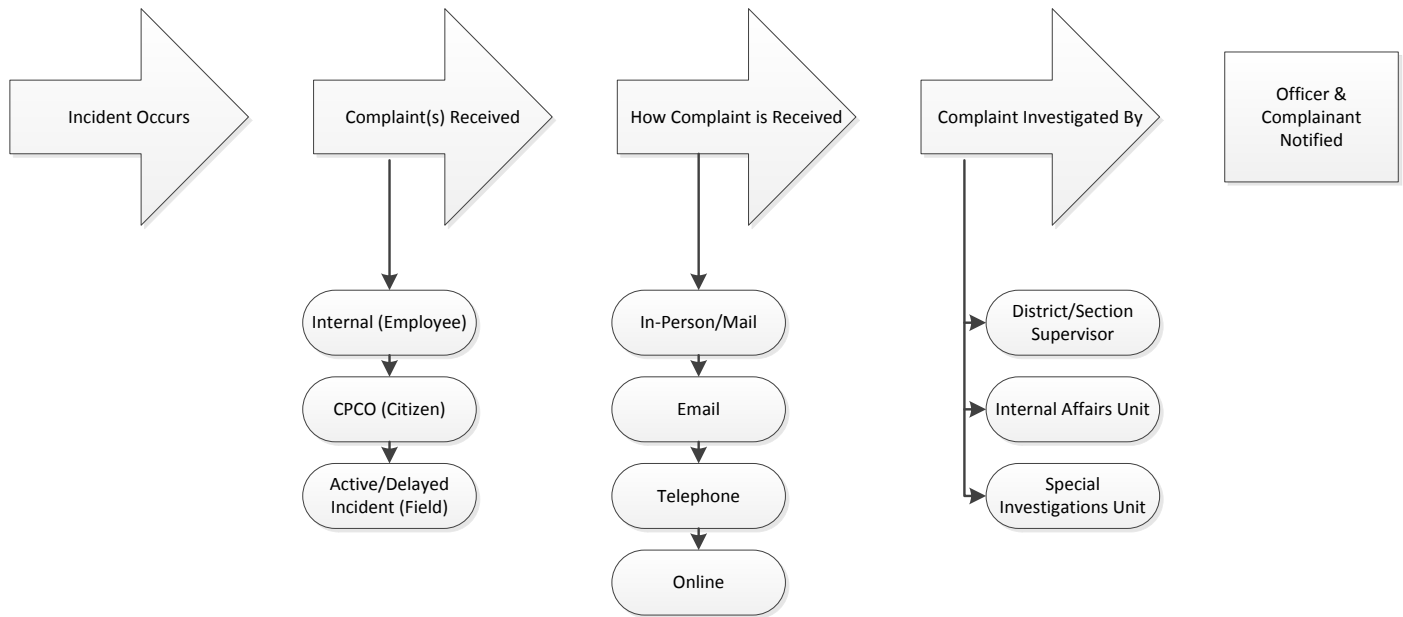 Incident Occurs
Complaint(s) Received
How Complaint is Received
Complaint Investigated By
Officer &
Complainant
Notified
Internal (Employee)
CPCO (Citizen)
Active/Delayed
Incident (Field)
In-Person/Mail
Email
Telephone
Online
District/Section
Supervisor
Internal Affairs Unit
Special
Investigations Unit